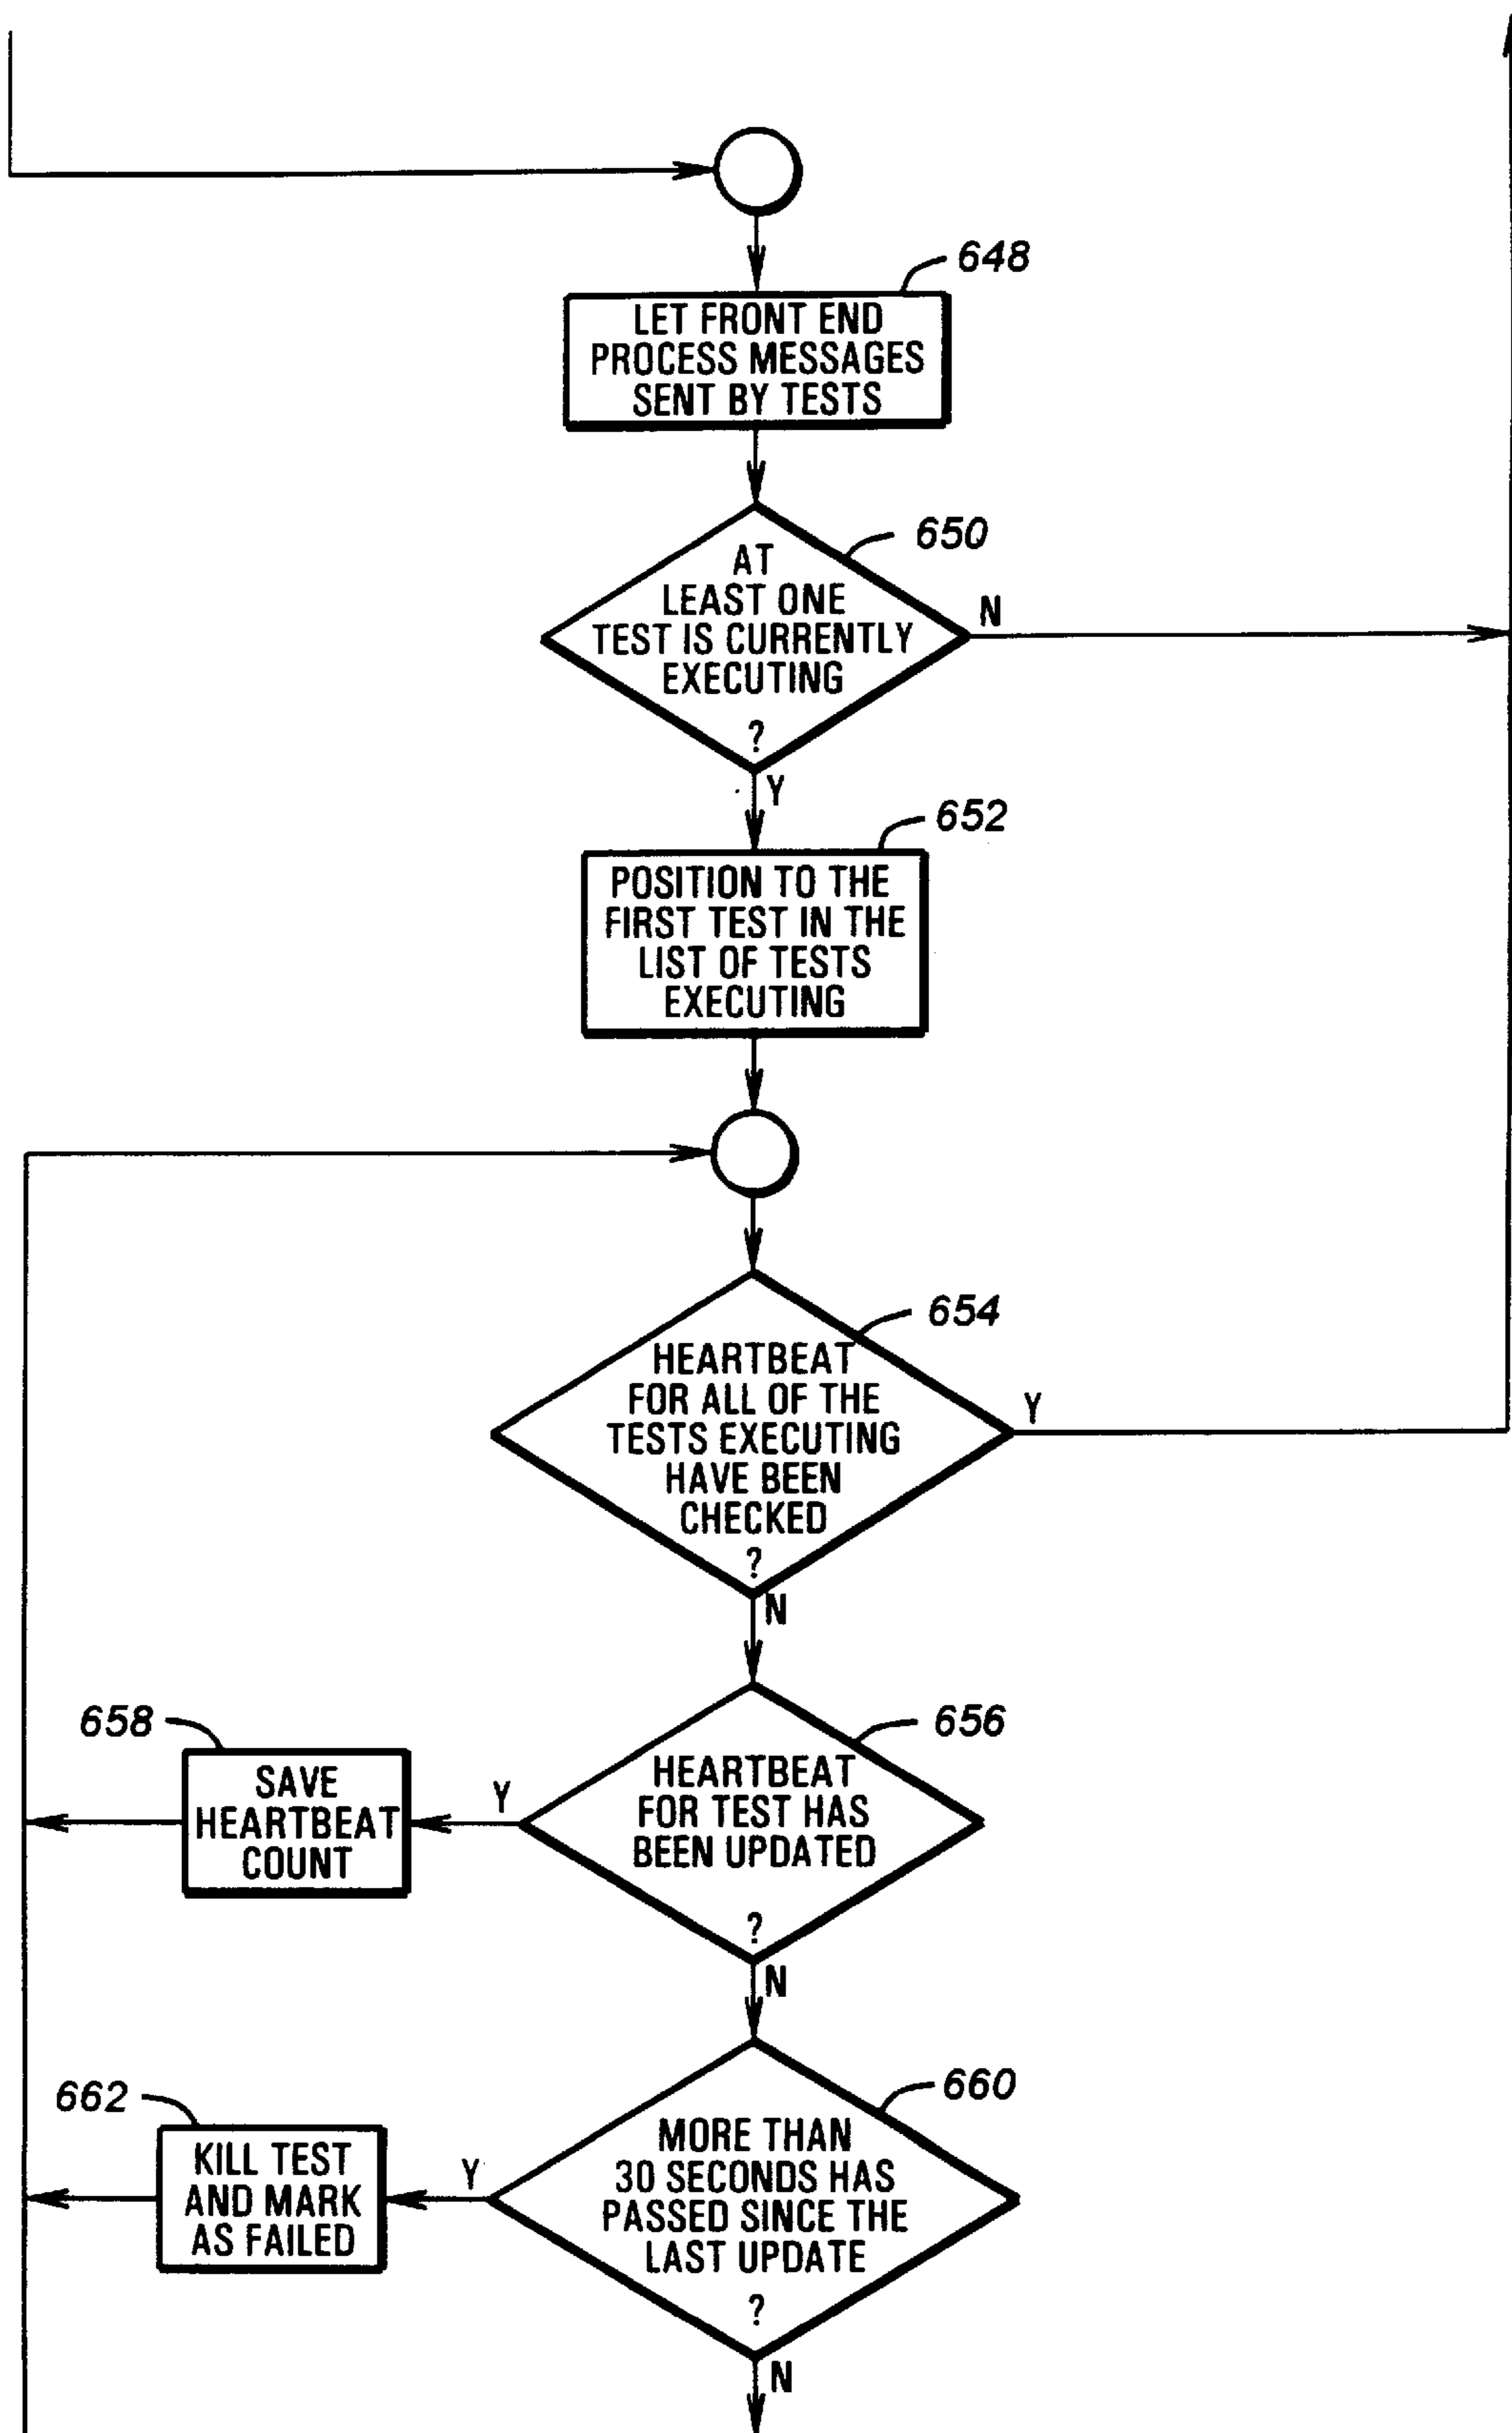 648
LET FRONT END
PROCESS MESSAGES
SENT BY TESTS
650
AT
LEAST ONE
TEST IS CURRENTLY
EXECUTING
?
N
Y
652
POSITION TO THE
FIRST TEST IN THE
LIST OF TESTS
EXECUTING
654
HEARTBEAT
FOR ALL OF THE
TESTS EXECUTING
HAVE BEEN
CHECKED
?
Y
N
656
HEARTBEAT
FOR TEST HAS
BEEN UPDATED
?
Y
658
SAVE
HEARTBEAT
COUNT
N
660
MORE THAN
30 SECONDS HAS
PASSED SINCE THE
LAST UPDATE
?
Y
662
KILL TEST
AND MARK
AS FAILED
N